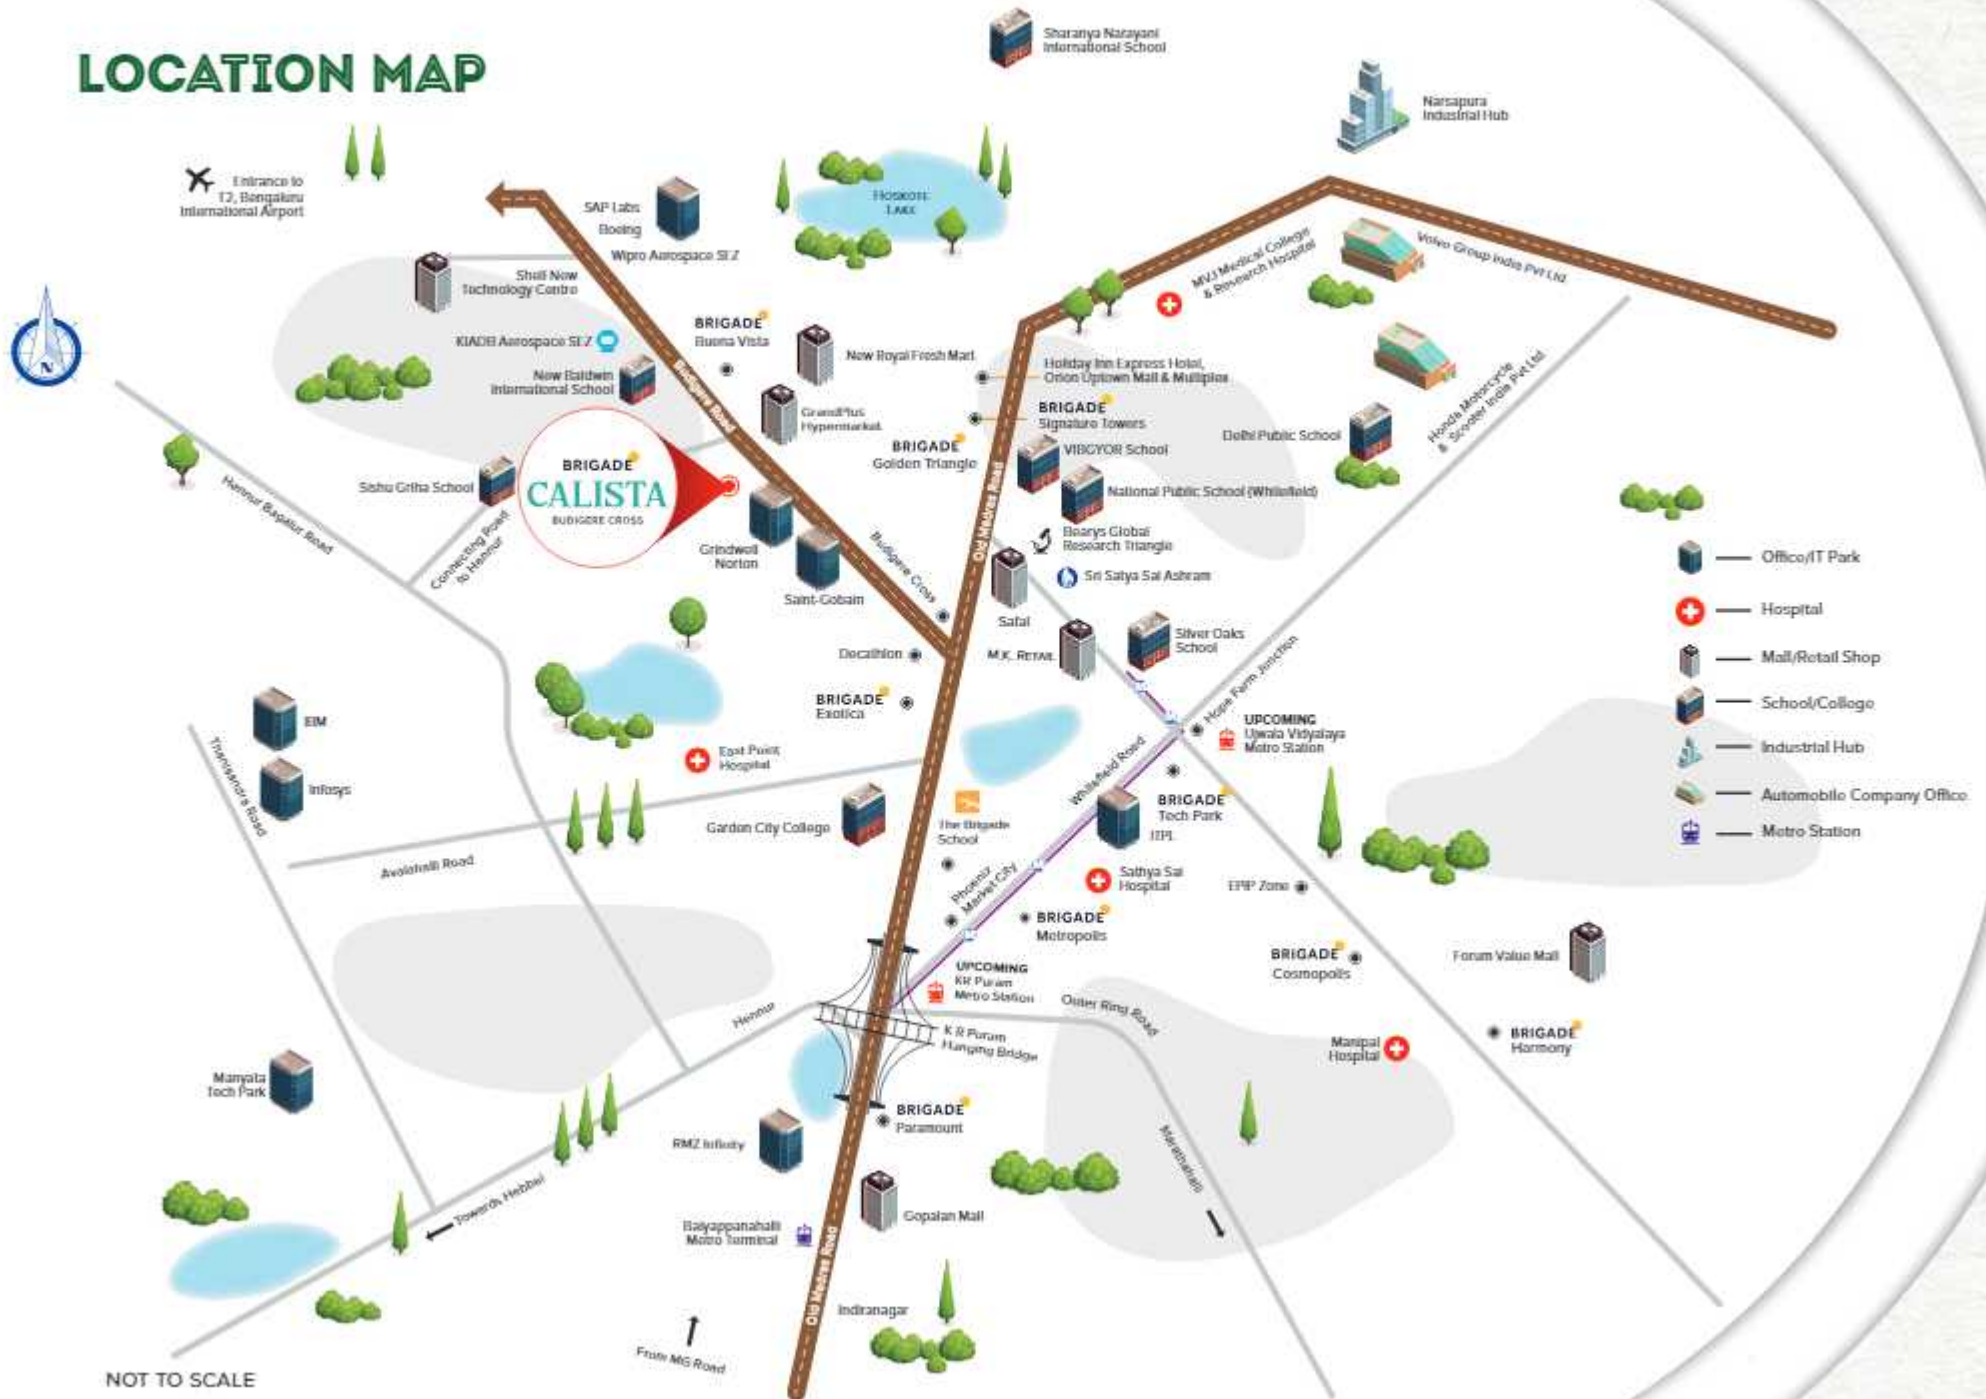 LOCATION MAP
Sharanya Narayani
International School
Narsapura
Industrial Hub
Entrance to
T2, Bengaluru
International Airport
SAP Labs
Boeing
Wipro Aerospace SEZ
HOSKOTE
LAKE
MVJ Medical College
& Research Hospital
Volvo Group India Pvt Ltd
Shell New
Technology Centre
KIADB Aerospace SEZ
New Baldwin
International School
BRIGADE
Buena Vista
New Royal Fresh Mart
GrandPlus
Hypermarket
Holiday Inn Express Hotel,
Orion Uptown Mall & Multiplex
BRIGADE
Signature Towers
BRIGADE
Golden Triangle
VIBGYOR School
Delhi Public School
Honda Motorcycle
& Scooter India Pvt Ltd
National Public School (Whitefield)
Budigere Road
Old Madras Road
N
Sishu Griha School
BRIGADE
CALISTA
BUDIGERE CROSS
Hennur Bagalur Road
Connecting Road
to Hennur
Grindwell
Norton
Saint-Gobain
Budigere Cross
Bearys Global
Research Triangle
Sri Satya Sai Ashram
Safal
M.K. RETAIL
Silver Oaks
School
Decathlon
BRIGADE
Exotica
Hope Farm Junction
UPCOMING
Ujwala Vidyalaya
Metro Station
Office/IT Park
Hospital
Mall/Retail Shop
School/College
Industrial Hub
Automobile Company Office
Metro Station
Thanisandra Road
Infosys
East Point
Hospital
Whitefield Road
BRIGADE
Tech Park
ITPL
Garden City College
The Brigade
School
Avalahalli Road
Phoenix
Market City
Sathya Sai
Hospital
EPIP Zone
BRIGADE
Metropolis
BRIGADE
Cosmopolis
Forum Value Mall
UPCOMING
KR Puram
Metro Station
Outer Ring Road
Hennur
K R Puram
Hanging Bridge
BRIGADE
Harmony
Manipal
Hospital
Manyata
Tech Park
BRIGADE
Paramount
RMZ Infinity
Marathahalli
Towards Hebbal
Baiyappanahalli
Metro Terminal
Gopalan Mall
Old Madras Road
Indiranagar
From MG Road
NOT TO SCALE